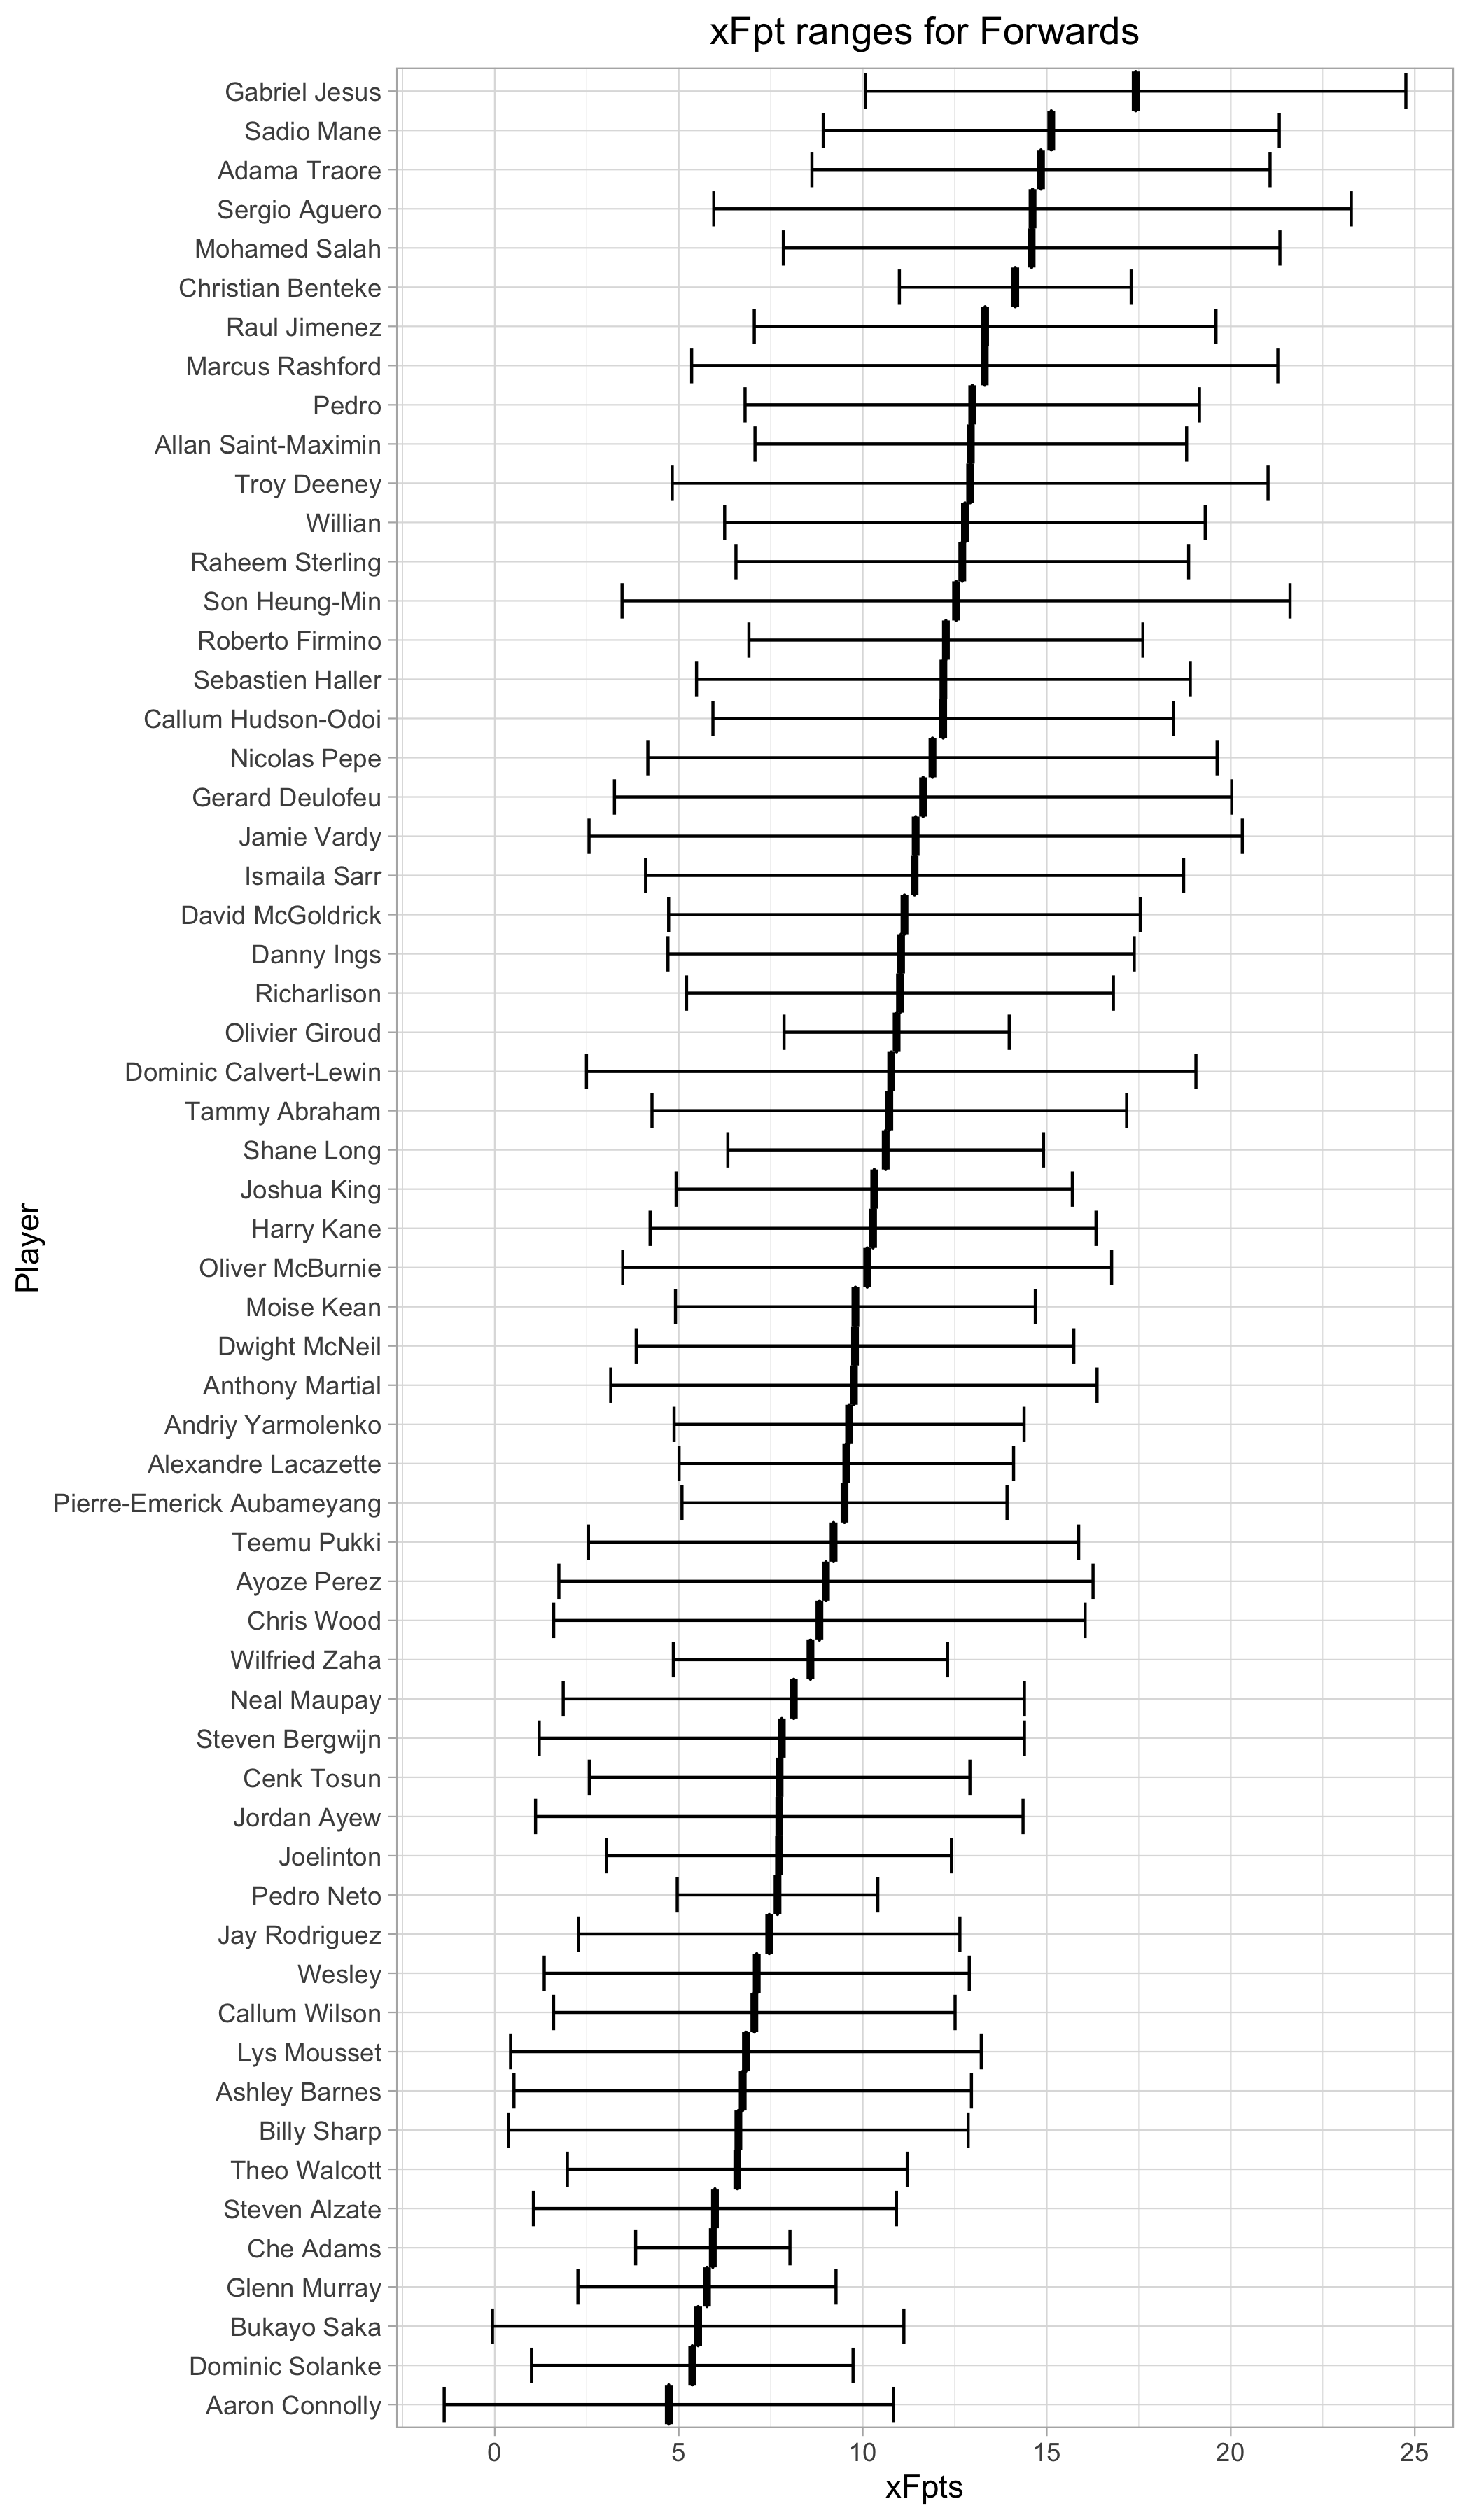 xFpt ranges for Forwards
Gabriel Jesus
Sadio Mane
Adama Traore
Sergio Aguero
Mohamed Salah
Christian Benteke
Raul Jimenez
Marcus Rashford
Pedro
Allan Saint-Maximin
Troy Deeney
Willian
Raheem Sterling
Son Heung-Min
Roberto Firmino
Sebastien Haller
Callum Hudson-Odoi
Nicolas Pepe
Gerard Deulofeu
Jamie Vardy
Ismaila Sarr
David McGoldrick
Danny Ings
Richarlison
Olivier Giroud
Dominic Calvert-Lewin
Tammy Abraham
Shane Long
Joshua King
Harry Kane
Oliver McBurnie
Moise Kean
Dwight McNeil
Anthony Martial
Andriy Yarmolenko
Alexandre Lacazette
Pierre-Emerick Aubameyang
Teemu Pukki
Ayoze Perez
Chris Wood
Wilfried Zaha
Neal Maupay
Steven Bergwijn
Cenk Tosun
Jordan Ayew
Joelinton
Pedro Neto
Jay Rodriguez
Wesley
Callum Wilson
Lys Mousset
Ashley Barnes
Billy Sharp
Theo Walcott
Steven Alzate
Che Adams
Glenn Murray
Bukayo Saka
Dominic Solanke
Aaron Connolly
Player
0 5 10 15 20 25
xFpts